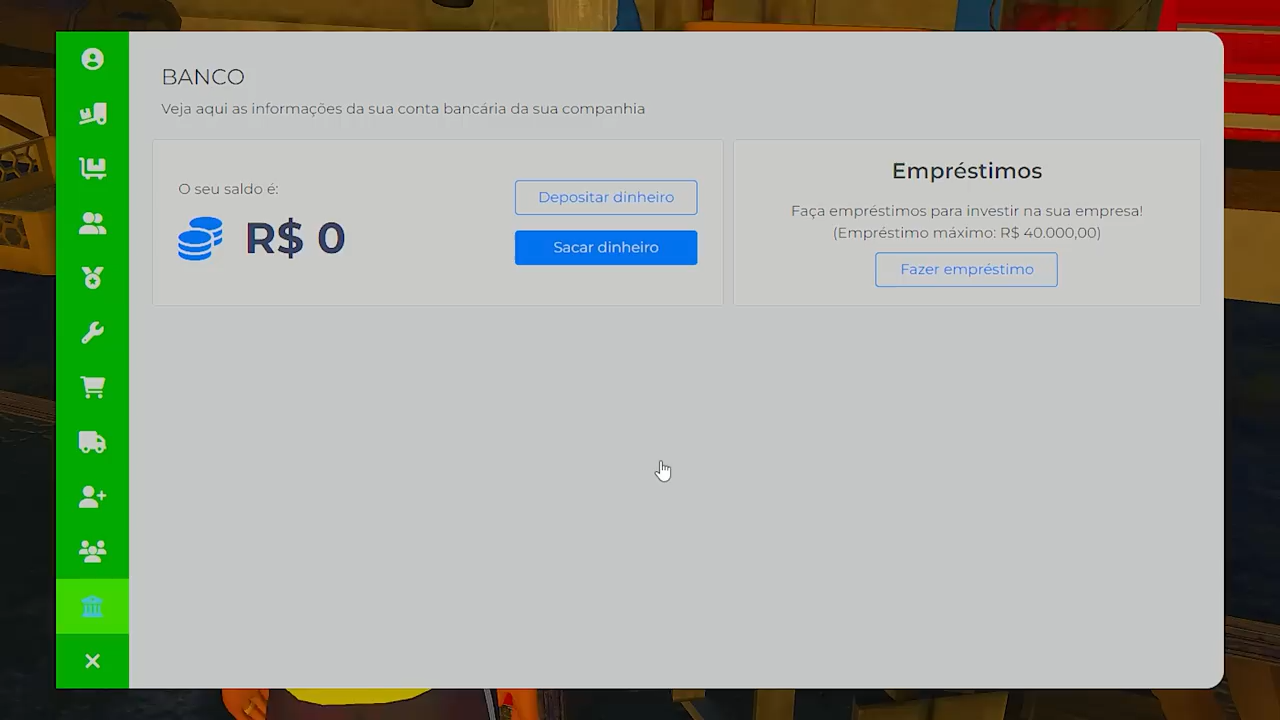 BANCO
Veja aqui as informações da sua conta bancária da sua companhia
O seu saldo é:
R$ 0
Depositar dinheiro
Sacar dinheiro
Empréstimos
Faça empréstimos para investir na sua empresa!
(Empréstimo máximo: R$ 40.000,00)
Fazer empréstimo